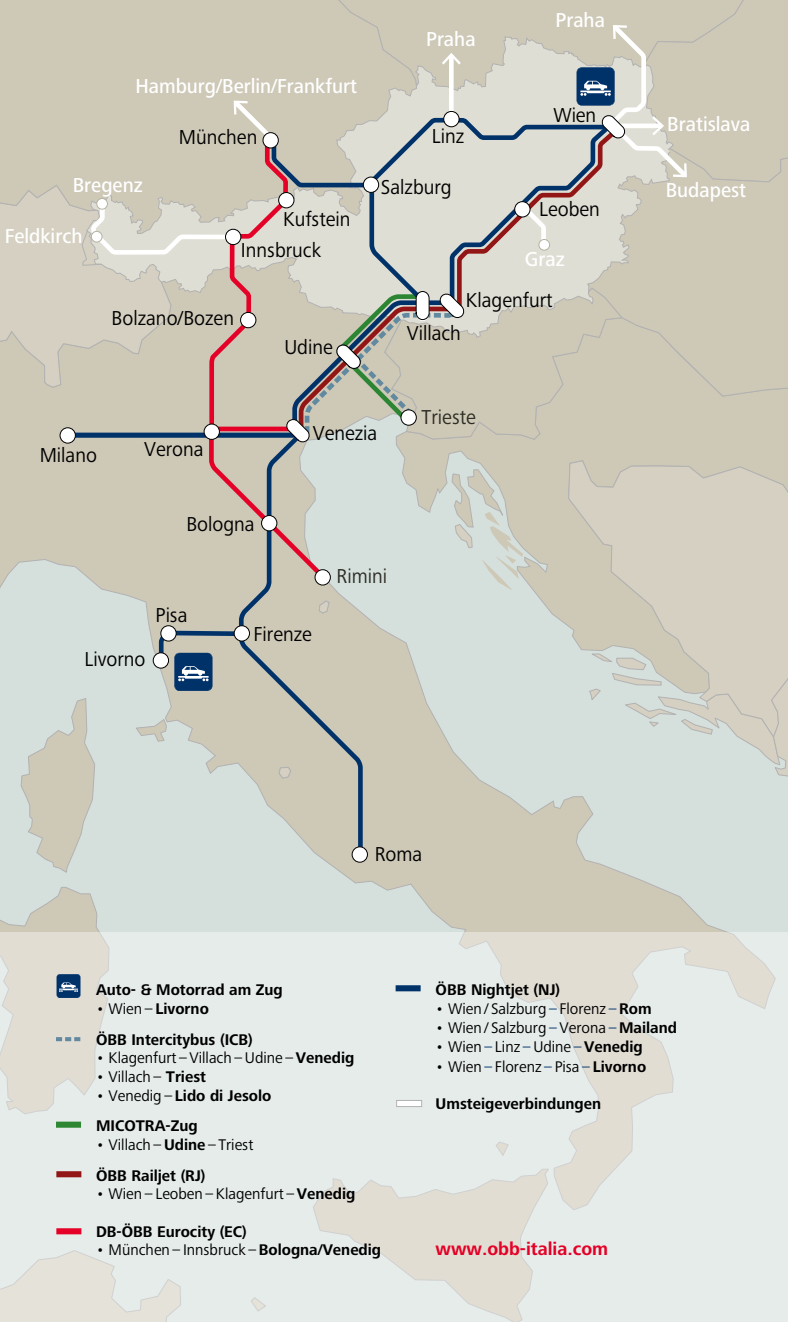 Praha
Praha
Hamburg/Berlin/Frankfurt
Wien
Bratislava
München
Linz
Salzburg
Budapest
Bregenz
Kufstein
Leoben
Feldkirch
Innsbruck
Graz
Klagenfurt
Bolzano/Bozen
Villach
Udine
Trieste
Venezia
Verona
Milano
Bologna
Rimini
Pisa
Firenze
Livorno
Roma
Auto- & Motorrad am Zug
• Wien – Livorno
ÖBB Intercitybus (ICB)
• Klagenfurt – Villach – Udine – Venedig
• Villach – Triest
• Venedig – Lido di Jesolo
MICOTRA-Zug
• Villach – Udine – Triest
ÖBB Railjet (RJ)
• Wien – Leoben – Klagenfurt – Venedig
DB-ÖBB Eurocity (EC)
• München – Innsbruck – Bologna/Venedig
ÖBB Nightjet (NJ)
• Wien / Salzburg – Florenz – Rom
• Wien / Salzburg – Verona – Mailand
• Wien – Linz – Udine – Venedig
• Wien – Florenz – Pisa – Livorno
Umsteigeverbindungen
www.obb-italia.com